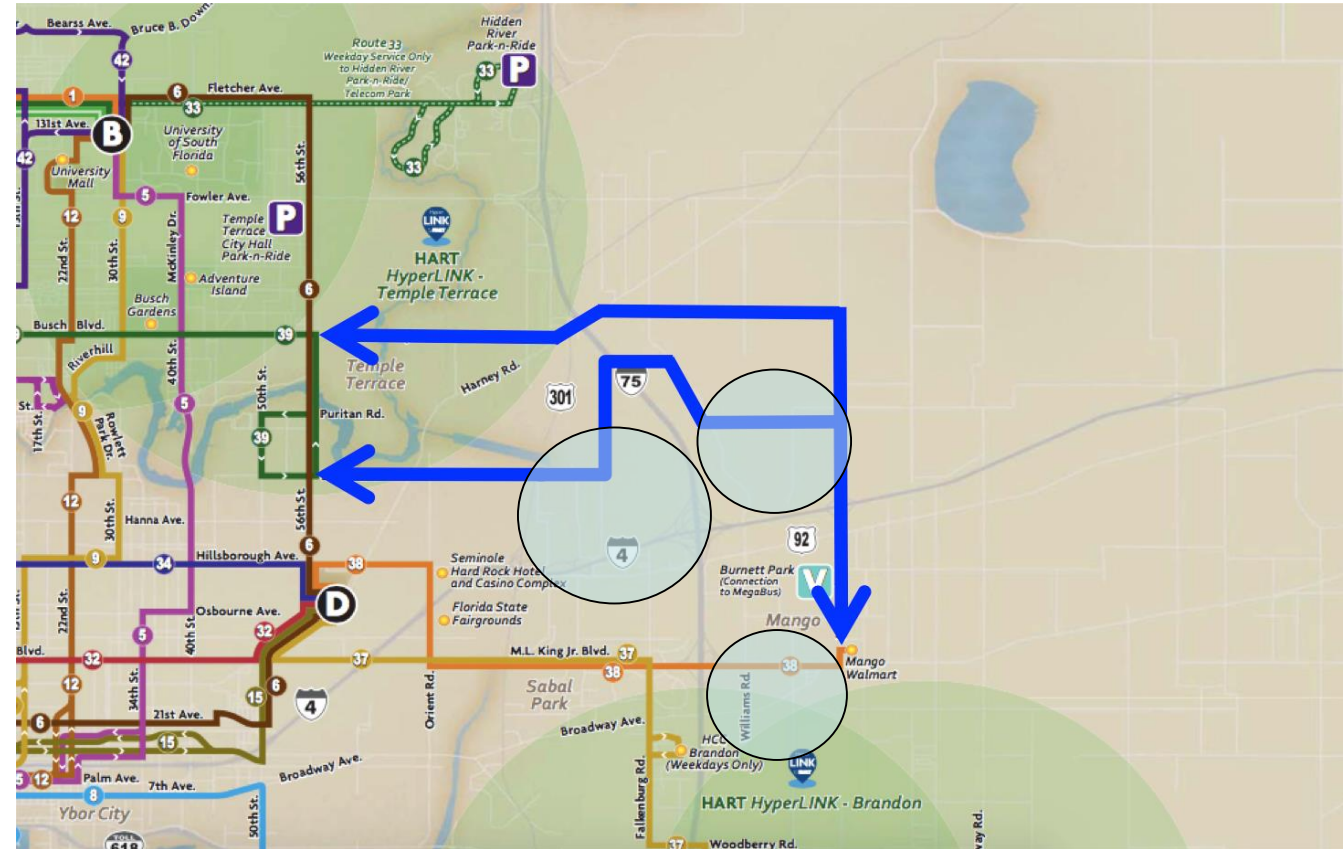 Bearss Ave.
Bruce B. Down
42
1
6
Fletcher Ave.
33
131st Ave.
B
42
University
of South
Florida
University
Mall
56th St.
5
Fowler Ave.
12
9
22nd St.
30th St.
McKinley Dr.
Temple
Terrace
City Hall
Park-n-Ride
P
Adventure
Island
6
Busch
Gardens
Busch Blvd.
39
Route 33
Weekday Service Only
to Hidden River
Park-n-Ride/
Telecom Park
Hidden
River
Park-n-Ride
33
P
33
LINK
HART
HyperLINK -
Temple Terrace
Riverhill
40th St.
Temple
Terrace
Harney Rd.
301
75
50th St.
St.
17th St.
9
Rowlett
Park Dr.
5
Puritan Rd.
39
12
30th St.
56th St.
Hanna Ave.
9
34
Hillsborough Ave.
6
38
Seminole
Hard Rock Hotel
and Casino Complex
4
92
Burnett Park
(Connection
to MegaBus)
V
Mango
22nd St.
Osbourne Ave.
D
Florida State
Fairgrounds
5
40th St.
32
Blvd.
32
37
M.L. King Jr. Blvd.
37
38
38
Mango
Walmart
12
34th St.
15
6
4
Orient Rd.
Sabal
Park
Williams Rd.
6
21st Ave.
15
Broadway Ave.
HCC
Brandon
(Weekdays Only)
LINK
Broadway Ave.
5
12
Palm Ave.
7th Ave.
8
Ybor City
50th St.
Falkenburg Rd.
HART HyperLINK - Brandon
TOLL
618
37
Woodberry Rd.
way Rd.